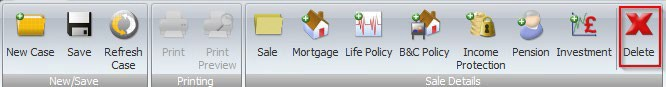 New Case Save Refresh Case Print Print Preview Sale Mortgage Life Policy B&C Policy Income Protection Pension Investment Delete
New/Save Printing Sale Details